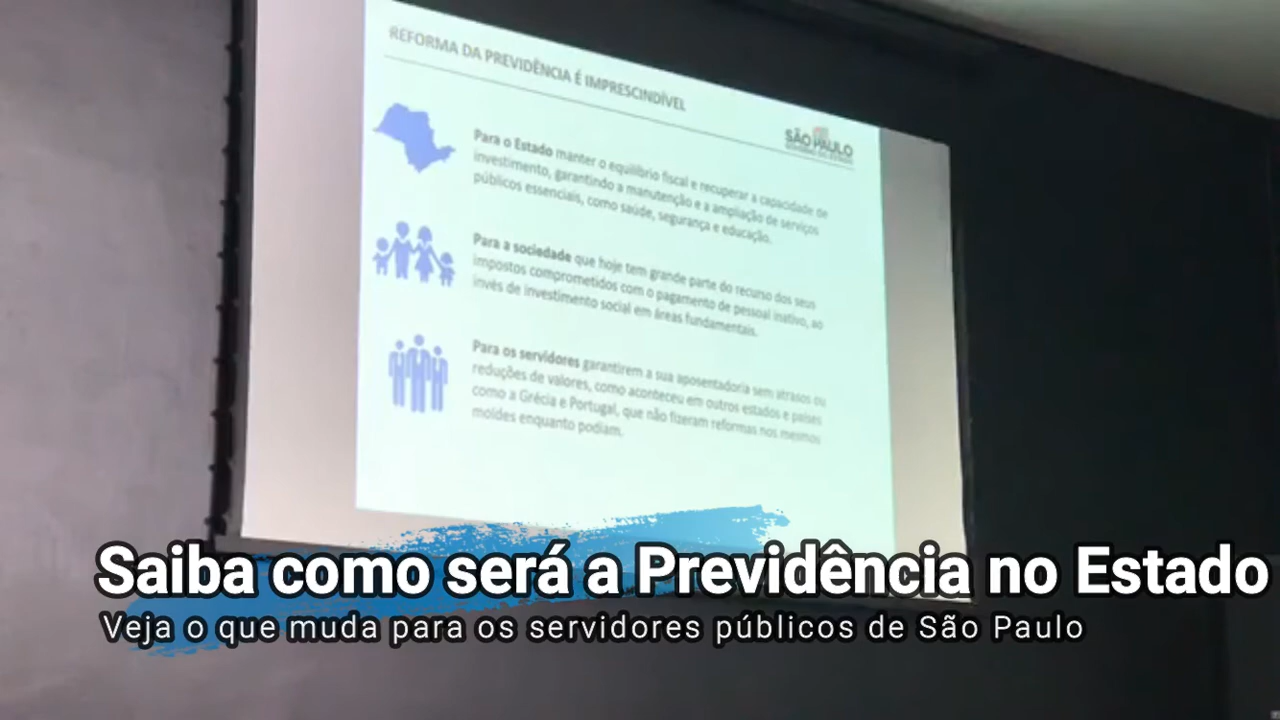 REFORMA DA PREVIDÊNCIA É IMPRESCINDÍVEL
SÃO PAULO
Para o Estado manter o equilíbrio fiscal e recuperar a capacidade de
investimento, garantindo a manutenção e a ampliação de serviços
públicos essenciais, como saúde, segurança e educação.
Para a sociedade que hoje tem grande parte do recurso dos seus
impostos comprometidos com o pagamento de pessoal inativo, ao
invés de investimento social em áreas fundamentais.
Para os servidores garantirem a sua aposentadoria sem atrasos ou
reduções de valores, como aconteceu em outros estados e países
como a Grécia e Portugal, que não fizeram reformas nos mesmos
moldes enquanto podiam.
Saiba como será a Previdência no Estado
Veja o que muda para os servidores públicos de São Paulo